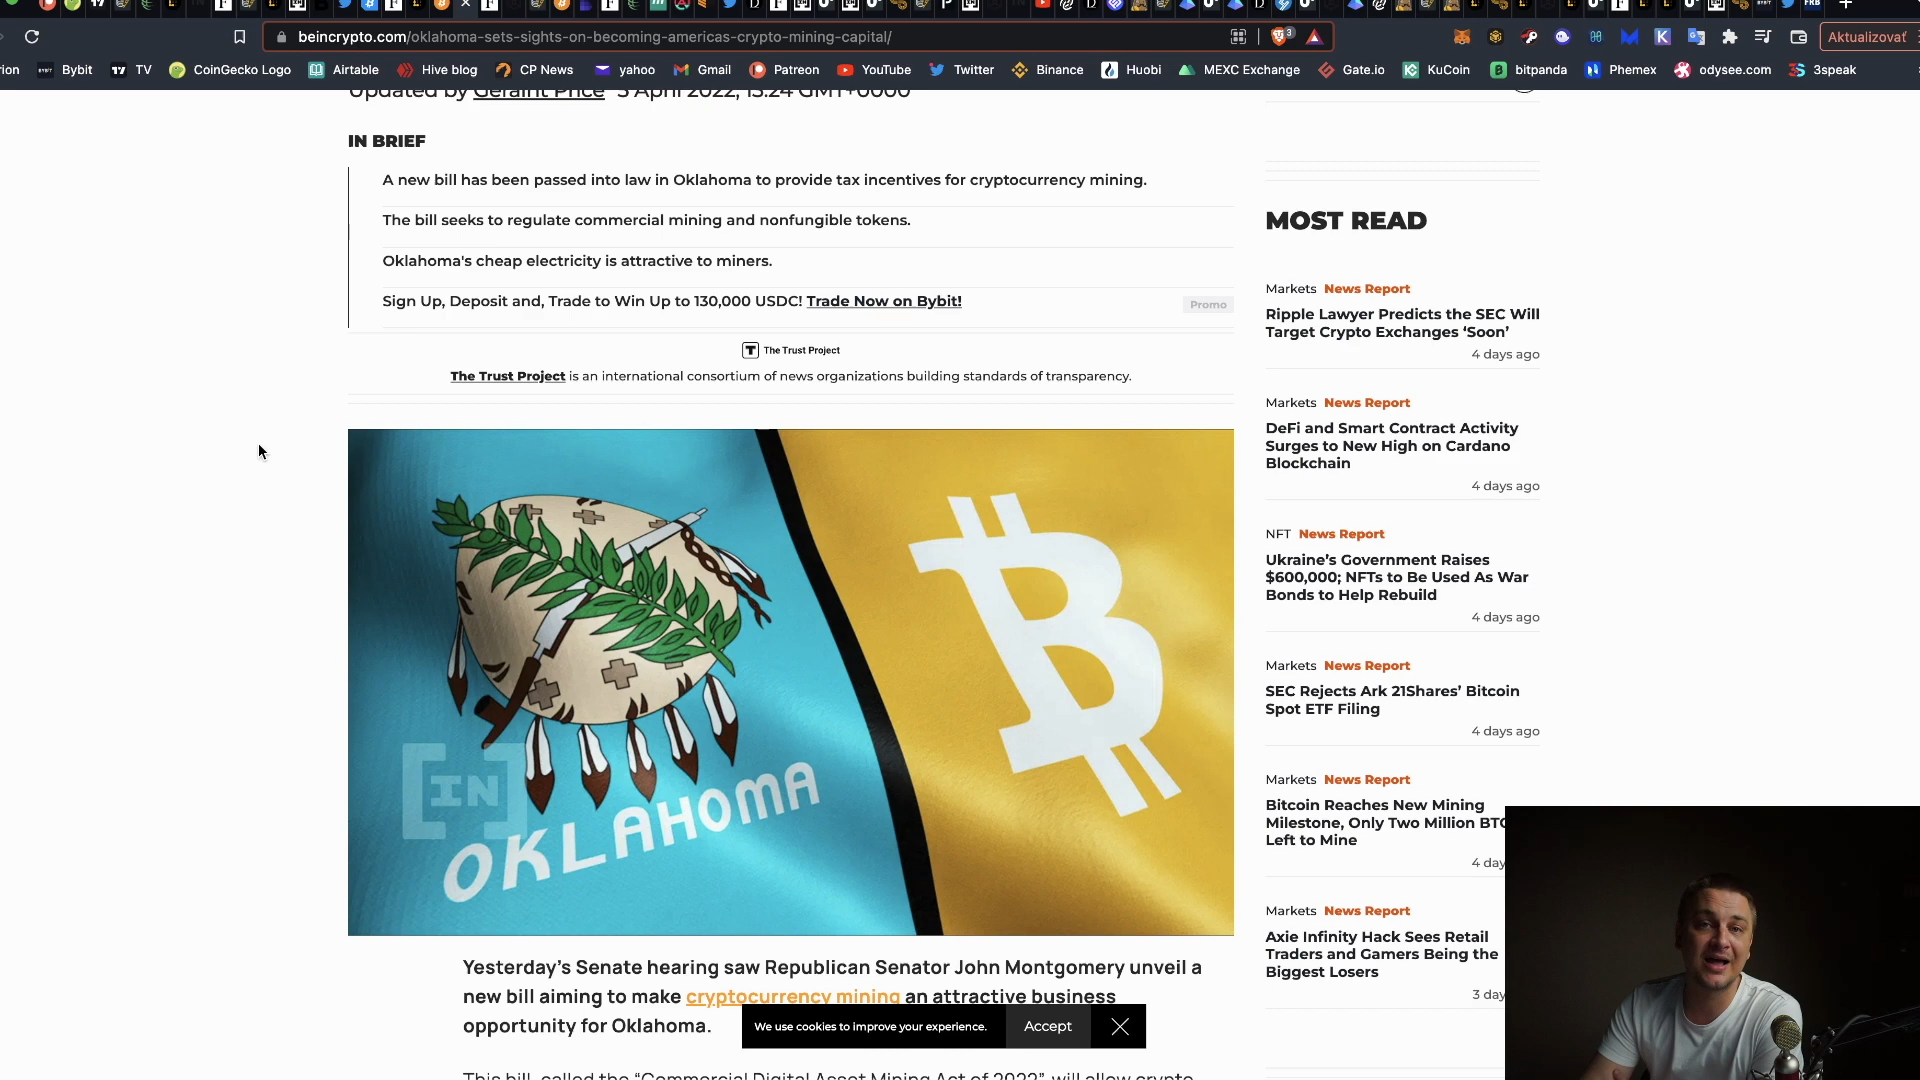 beincrypto.com/oklahoma-sets-sights-on-becoming-americas-crypto-mining-capital/
3
Aktualizovať
rion
BYBIT Bybit
TV
CoinGecko Logo
Airtable
Hive blog
CP News
yahoo
Gmail
Patreon
YouTube
Twitter
Binance
Huobi
MEXC Exchange
Gate.io
KuCoin
bitpanda
Phemex
odysee.com
3speak
Updated by Geraint Price 5 April 2022, 13:24 GMT+0000
IN BRIEF
A new bill has been passed into law in Oklahoma to provide tax incentives for cryptocurrency mining.
The bill seeks to regulate commercial mining and nonfungible tokens.
Oklahoma's cheap electricity is attractive to miners.
Sign Up, Deposit and, Trade to Win Up to 130,000 USDC! Trade Now on Bybit!
Promo
T The Trust Project
The Trust Project is an international consortium of news organizations building standards of transparency.
[IN]
OKLAHOMA
Yesterday's Senate hearing saw Republican Senator John Montgomery unveil a
new bill aiming to make cryptocurrency mining an attractive business
opportunity for Oklahoma.
This bill, called the “Commercial Digital Asset Mining Act of 2022”, will allow crypto
We use cookies to improve your experience.
Accept
MOST READ
Markets News Report
Ripple Lawyer Predicts the SEC Will
Target Crypto Exchanges ‘Soon’
4 days ago
Markets News Report
DeFi and Smart Contract Activity
Surges to New High on Cardano
Blockchain
4 days ago
NFT News Report
Ukraine’s Government Raises
$600,000; NFTs to Be Used As War
Bonds to Help Rebuild
4 days ago
Markets News Report
SEC Rejects Ark 21Shares’ Bitcoin
Spot ETF Filing
4 days ago
Markets News Report
Bitcoin Reaches New Mining
Milestone, Only Two Million BTC
Left to Mine
4 day
Markets News Report
Axie Infinity Hack Sees Retail
Traders and Gamers Being the
Biggest Losers
3 day